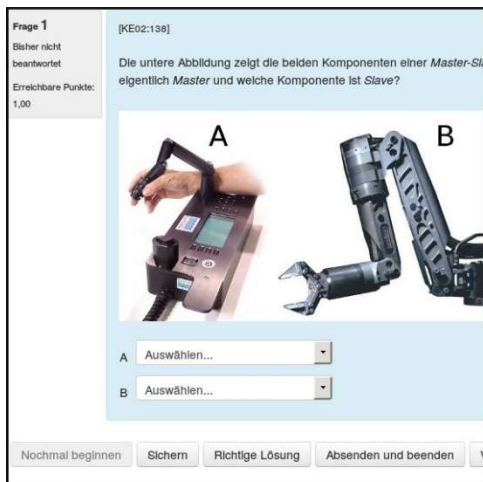 Frage 1
Bisher nicht
beantwortet
Erreichbare Punkte:
1,00
[KE02:138]
Die untere Abbildung zeigt die beiden Komponenten einer Master-Sla
eigentlich Master und welche Komponente ist Slave?
A
B
A Auswählen...
B Auswählen...
Nochmal beginnen
Sichern
Richtige Lösung
Absenden und beenden